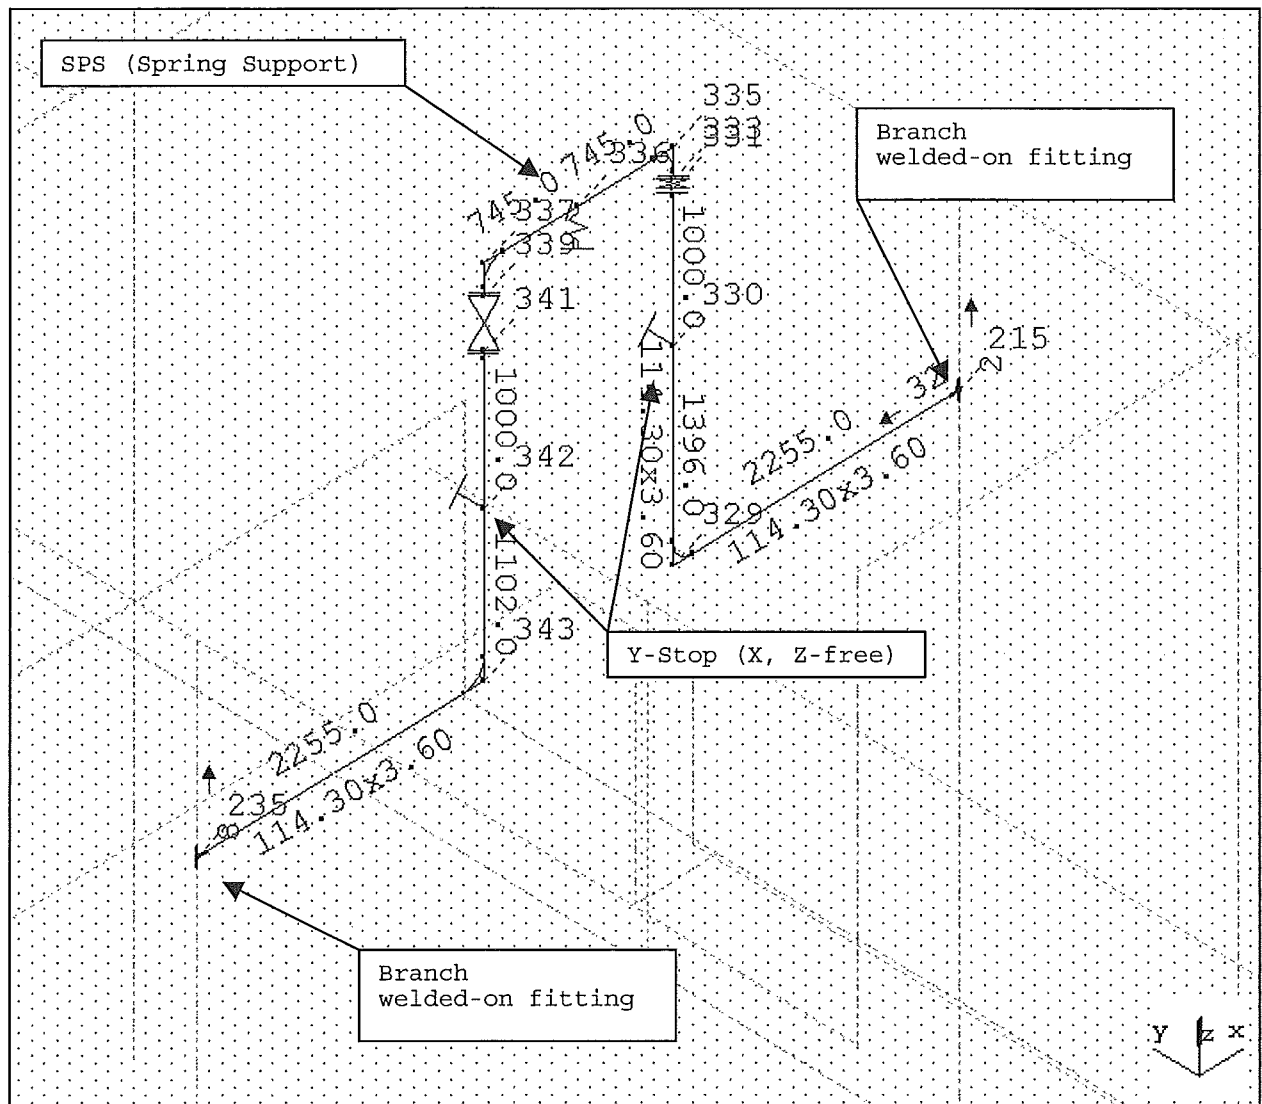 SPS (Spring Support)
335
333
331
Branch
welded-on fitting
745.0
336
745.0
337
339
341
1000.0
330
215
2
1000.0
342
114.30x3.60
1396.0
2255.0
114.30x3.60
329
1102.0
343
Y-Stop (X, Z-free)
2255.0
114.30x3.60
235
8
Branch
welded-on fitting
Y Z X